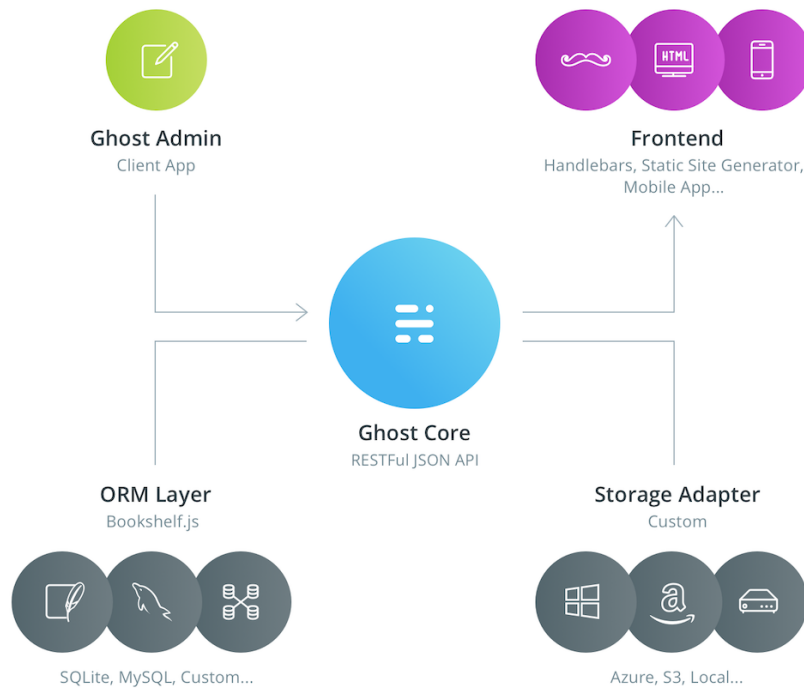 HTML
Ghost Admin
Client App
Frontend
Handlebars, Static Site Generator,
Mobile App...
Ghost Core
RESTFul JSON API
ORM Layer
Bookshelf.js
SQLite, MySQL, Custom...
Storage Adapter
Custom
a
Azure, S3, Local...